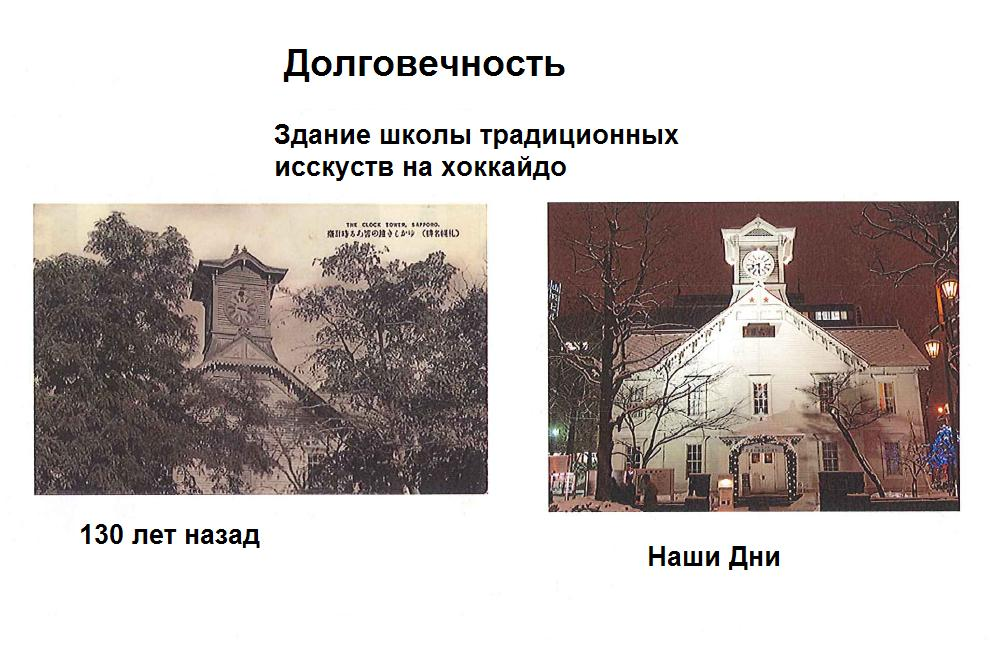 Долговечность
Здание школы традиционных
исскуств на хоккайдо
THE CLOCK TOWER, SAPPORO.
130 лет назад
Наши Дни